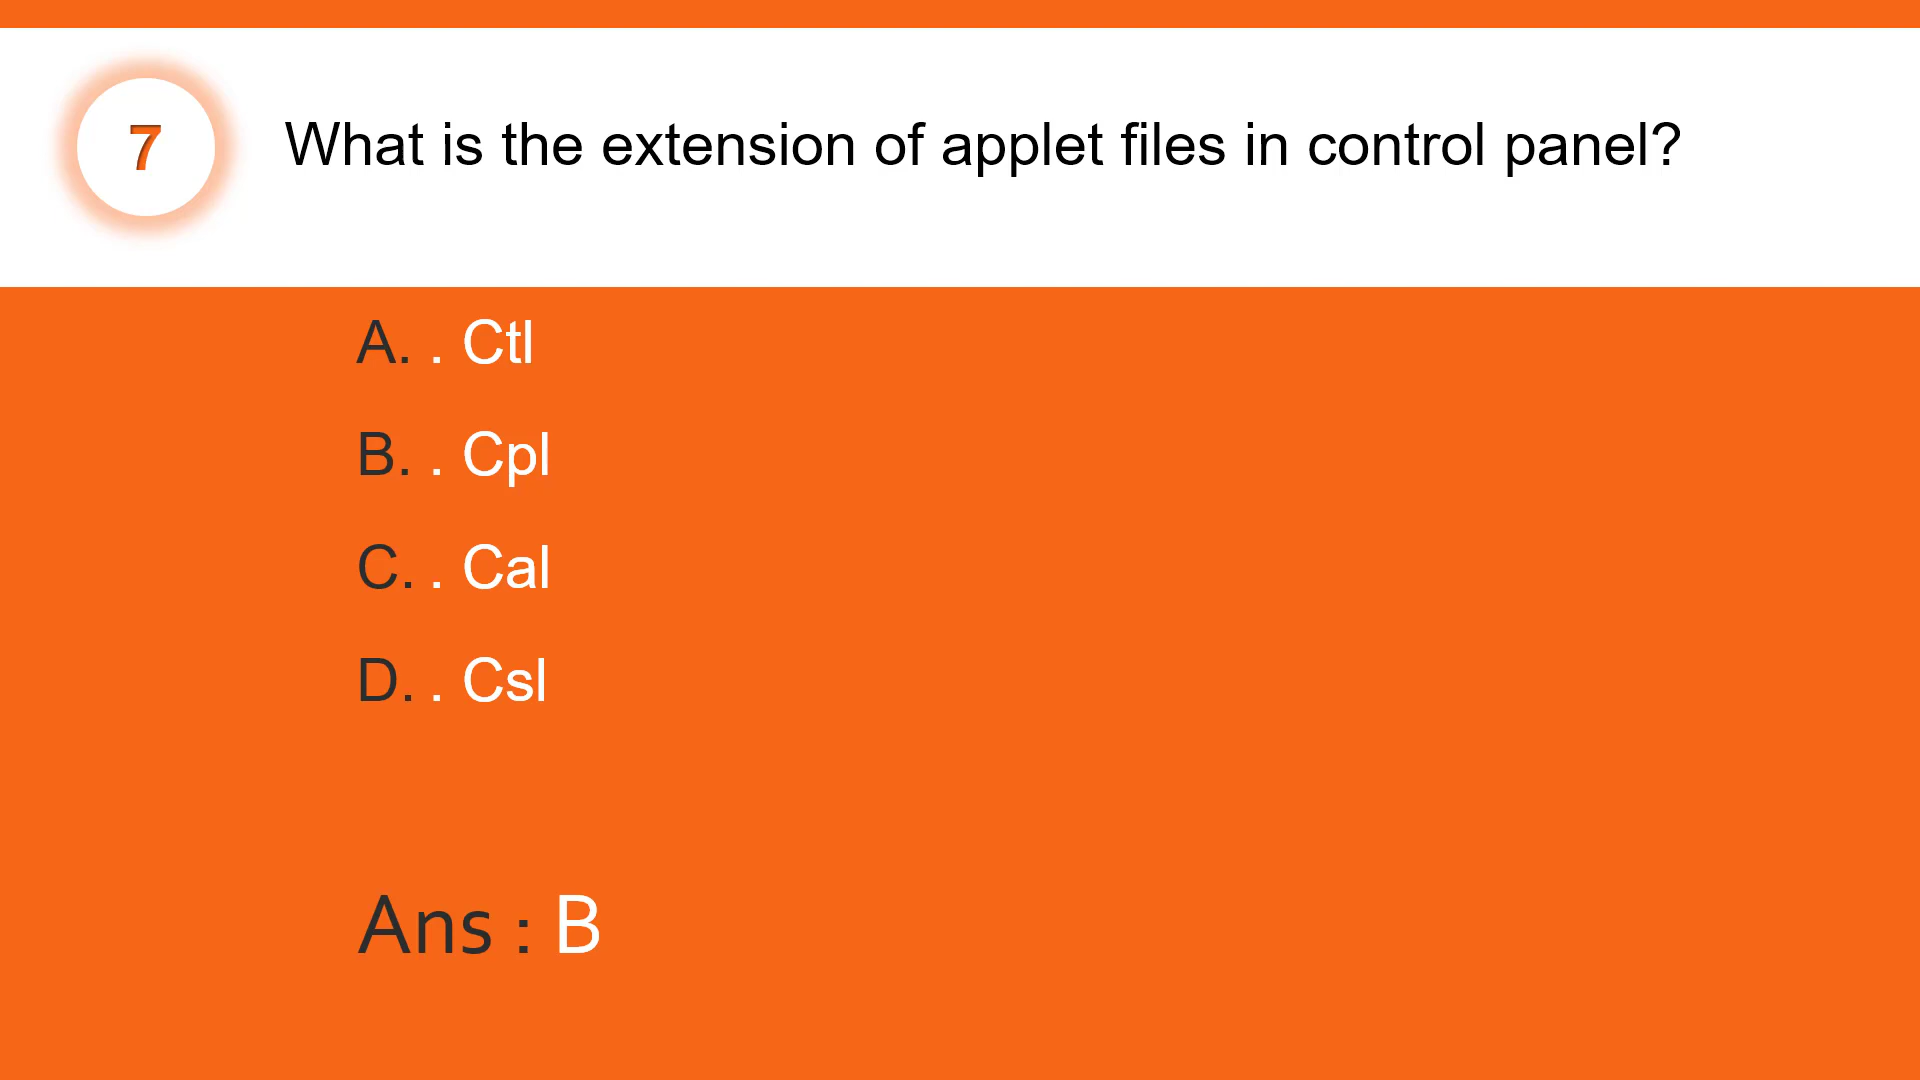 7
What is the extension of applet files in control panel?
A. . Ctl
B. . Cpl
C. . Cal
D. . Csl
Ans : B